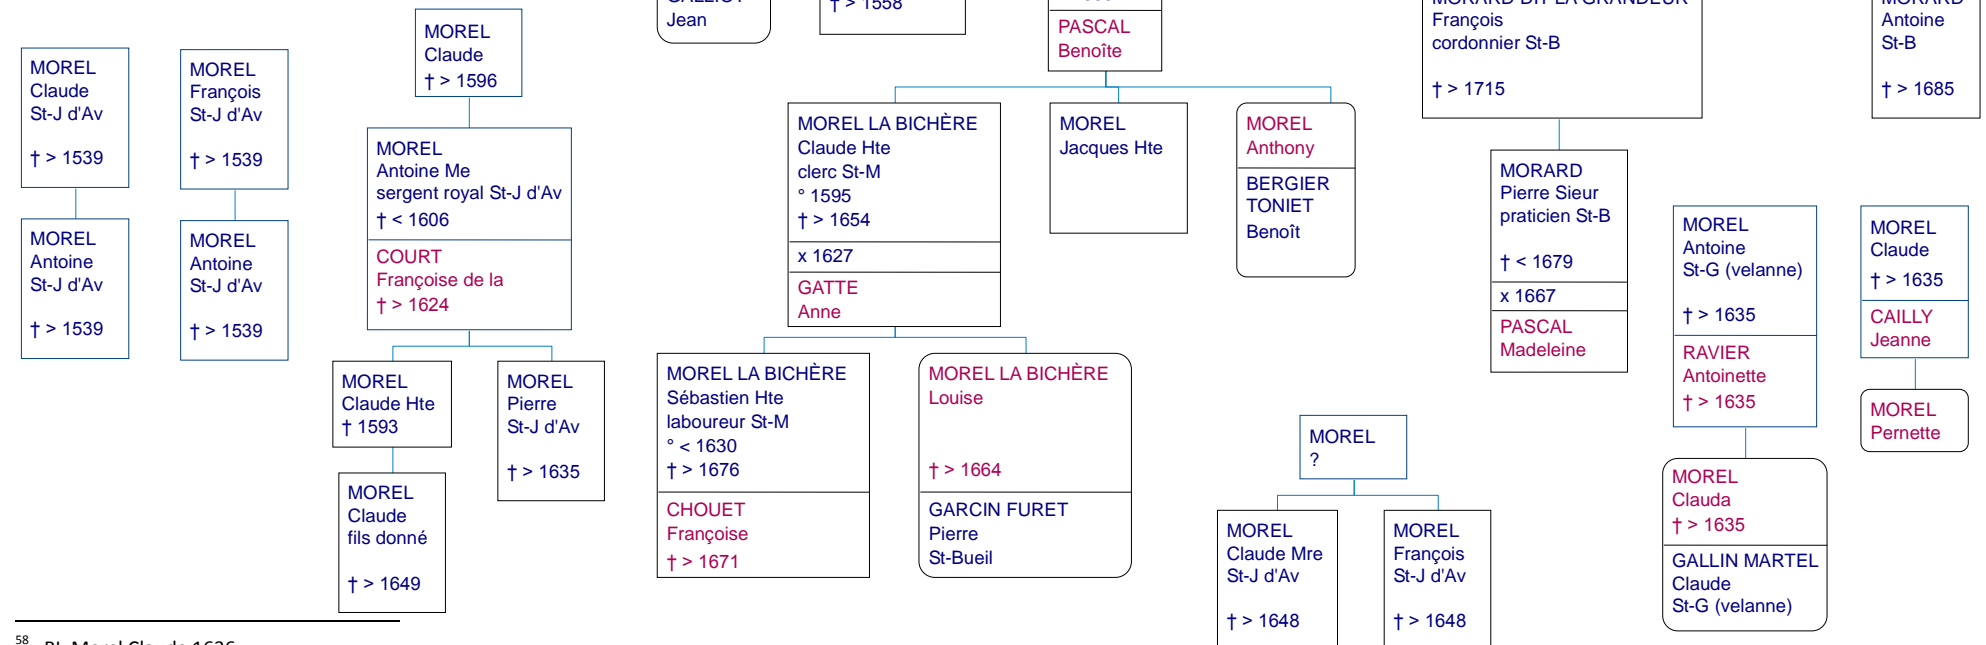 MOREL
Claude
St-J d'Av
† > 1539
MOREL
François
St-J d'Av
† > 1539
MOREL
Antoine
St-J d'Av
† > 1539
MOREL
Antoine
St-J d'Av
† > 1539
MOREL
Claude
† > 1596
MOREL
Antoine Me
sergent royal St-J d'Av
† < 1606
COURT
Françoise de la
† > 1624
MOREL
Claude Hte
† 1593
MOREL
Pierre
St-J d'Av
† > 1635
MOREL
Claude
fils donné
† > 1649
Jean
† > 1558
PASCAL
Benoîte
MOREL LA BICHÈRE
Claude Hte
clerc St-M
° 1595
† > 1654
x 1627
GATTE
Anne
MOREL
Jacques Hte
MOREL
Anthony
BERGIER
TONIET
Benoît
MOREL LA BICHÈRE
Sébastien Hte
laboureur St-M
° < 1630
† > 1676
CHOUET
Françoise
† > 1671
MOREL LA BICHÈRE
Louise
† > 1664
GARCIN FURET
Pierre
St-Bueil
MORARD DIT LA GRANDEUR
François
cordonnier St-B
† > 1715
MORARD
Pierre Sieur
praticien St-B
† < 1679
x 1667
PASCAL
Madeleine
MORARD
Antoine
St-B
† > 1685
MOREL
?
MOREL
Claude Mre
St-J d'Av
† > 1648
MOREL
François
St-J d'Av
† > 1648
MOREL
Antoine
St-G (velanne)
† > 1635
RAVIER
Antoinette
† > 1635
MOREL
Clauda
† > 1635
GALLIN MARTEL
Claude
St-G (velanne)
MOREL
Claude
† > 1635
CAILLY
Jeanne
MOREL
Pernette
58